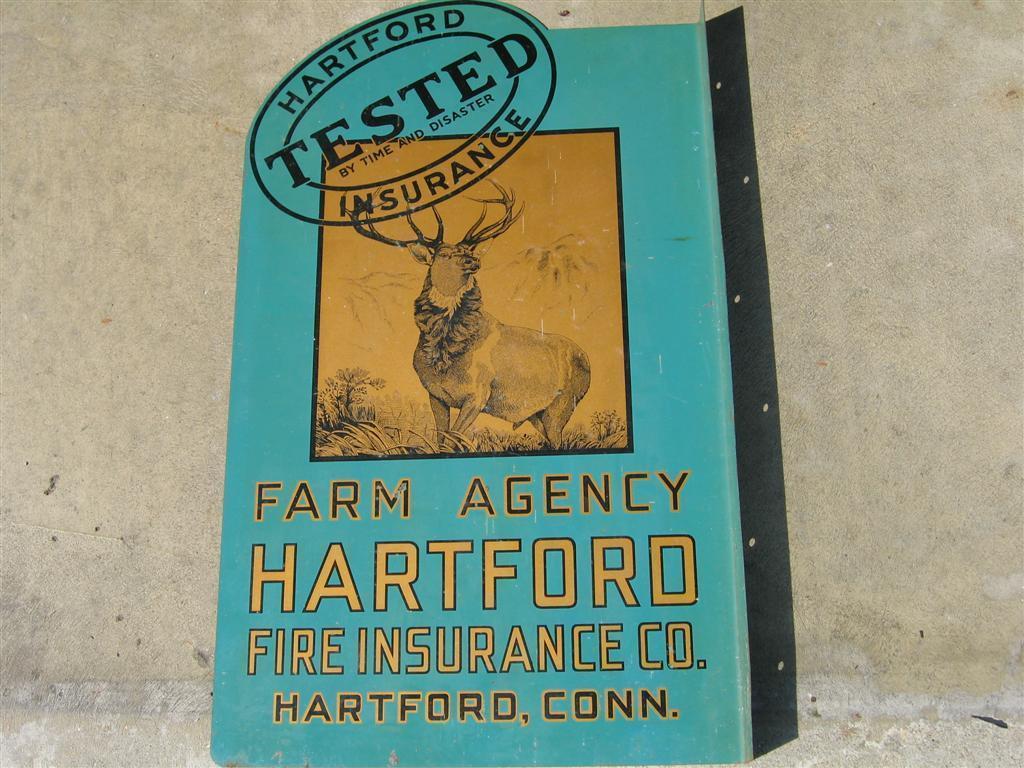 HARTFORD
TESTED
BY TIME AND DISASTER
INSURANCE
FARM AGENCY
HARTFORD
FIRE INSURANCE CO.
HARTFORD, CONN.